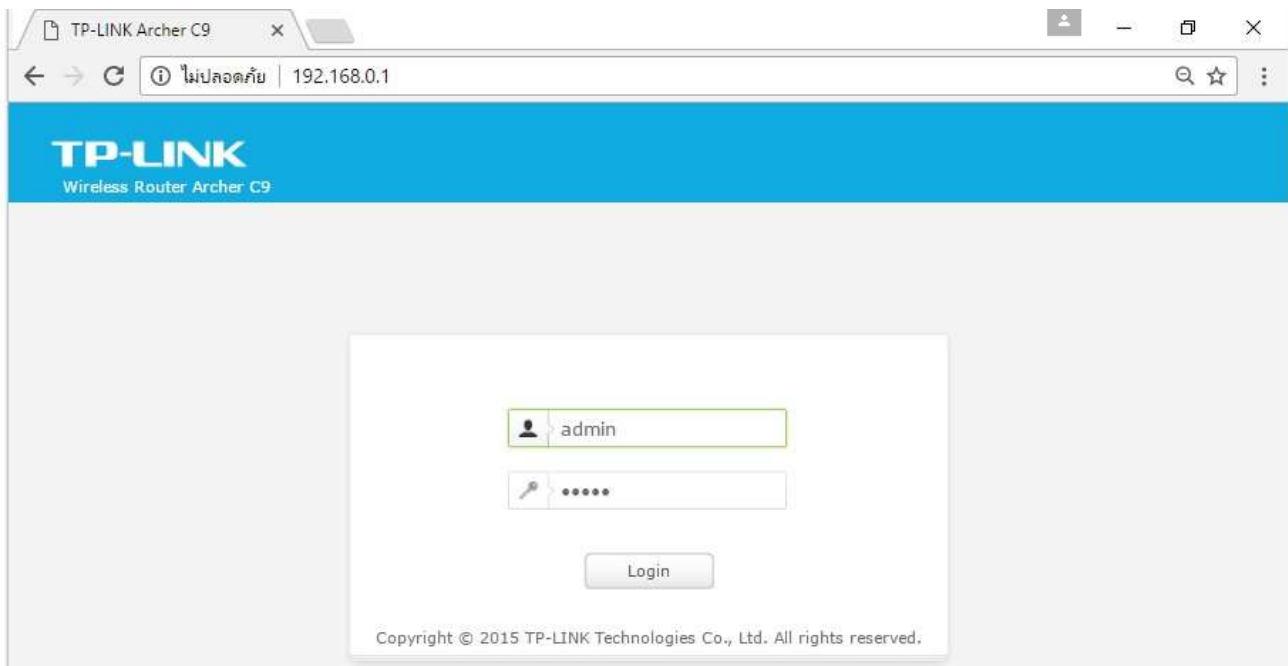 TP-LINK Archer C9
ไม่ปลอดภัย | 192.168.0.1
TP-LINK
Wireless Router Archer C9
admin
•••••
Login
Copyright © 2015 TP-LINK Technologies Co., Ltd. All rights reserved.